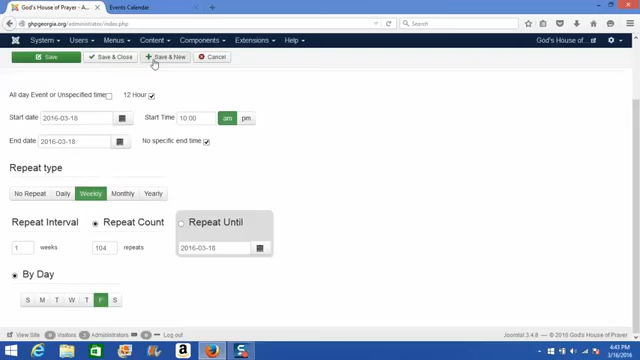 God's House of Prayer - A...
Events Calendar
ghpgeorgia.org/administrator/index.php
Search
System Users Menus Content Components Extensions Help
God's House of ...
Save Save & Close Save & New Cancel
All day Event or Unspecified time 12 Hour
Start date 2016-03-18 Start Time 10:00 am pm
End date 2016-03-18 No specific end time
Repeat type
No Repeat Daily Weekly Monthly Yearly
Repeat Interval Repeat Count Repeat Until
1 weeks 104 repeats 2016-03-18
By Day
S M T W T F S
View Site 0 Visitors Administrators 0 Log out
Joomla! 3.4.8 — © 2016 God's House of Prayer
4:43 PM
3/16/2016